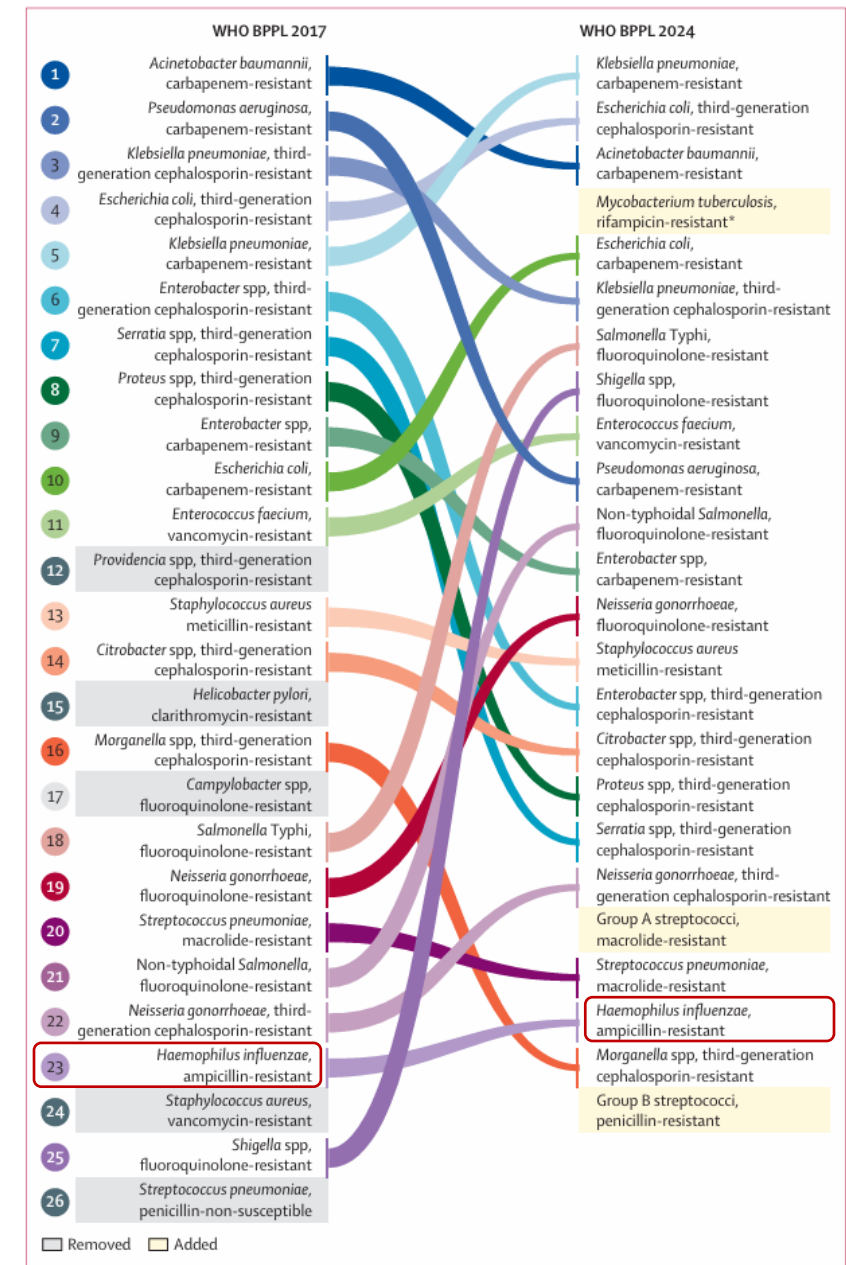 WHO BPPL 2017
1
Acinetobacter baumannii,
carbapenem-resistant
2
Pseudomonas aeruginosa,
carbapenem-resistant
3
Klebsiella pneumoniae, third-
generation cephalosporin-resistant
4
Escherichia coli, third-generation
cephalosporin-resistant
5
Klebsiella pneumoniae,
carbapenem-resistant
6
Enterobacter spp, third-
generation cephalosporin-resistant
7
Serratia spp, third-generation
cephalosporin-resistant
8
Proteus spp, third-generation
cephalosporin-resistant
9
Enterobacter spp,
carbapenem-resistant
10
Escherichia coli,
carbapenem-resistant
11
Enterococcus faecium,
vancomycin-resistant
12
Providencia spp, third-generation
cephalosporin-resistant
13
Staphylococcus aureus
meticillin-resistant
14
Citrobacter spp, third-generation
cephalosporin-resistant
15
Helicobacter pylori,
clarithromycin-resistant
16
Morganella spp, third-generation
cephalosporin-resistant
17
Campylobacter spp,
fluoroquinolone-resistant
18
Salmonella Typhi,
fluoroquinolone-resistant
19
Neisseria gonorrhoeae,
fluoroquinolone-resistant
20
Streptococcus pneumoniae,
macrolide-resistant
21
Non-typhoidal Salmonella,
fluoroquinolone-resistant
22
Neisseria gonorrhoeae, third-
generation cephalosporin-resistant
23
Haemophilus influenzae,
ampicillin-resistant
24
Staphylococcus aureus,
vancomycin-resistant
25
Shigella spp,
fluoroquinolone-resistant
26
Streptococcus pneumoniae,
penicillin-non-susceptible
WHO BPPL 2024
Klebsiella pneumoniae,
carbapenem-resistant
Escherichia coli, third-generation
cephalosporin-resistant
Acinetobacter baumannii,
carbapenem-resistant
Mycobacterium tuberculosis,
rifampicin-resistant*
Escherichia coli,
carbapenem-resistant
Klebsiella pneumoniae, third-
generation cephalosporin-resistant
Salmonella Typhi,
fluoroquinolone-resistant
Shigella spp,
fluoroquinolone-resistant
Enterococcus faecium,
vancomycin-resistant
Pseudomonas aeruginosa,
carbapenem-resistant
Non-typhoidal Salmonella,
fluoroquinolone-resistant
Enterobacter spp,
carbapenem-resistant
Neisseria gonorrhoeae,
fluoroquinolone-resistant
Staphylococcus aureus
meticillin-resistant
Enterobacter spp, third-generation
cephalosporin-resistant
Citrobacter spp, third-generation
cephalosporin-resistant
Proteus spp, third-generation
cephalosporin-resistant
Serratia spp, third-generation
cephalosporin-resistant
Neisseria gonorrhoeae, third-
generation cephalosporin-resistant
Group A streptococci,
macrolide-resistant
Streptococcus pneumoniae,
macrolide-resistant
Haemophilus influenzae,
ampicillin-resistant
Morganella spp, third-generation
cephalosporin-resistant
Group B streptococci,
penicillin-resistant
Removed
Added